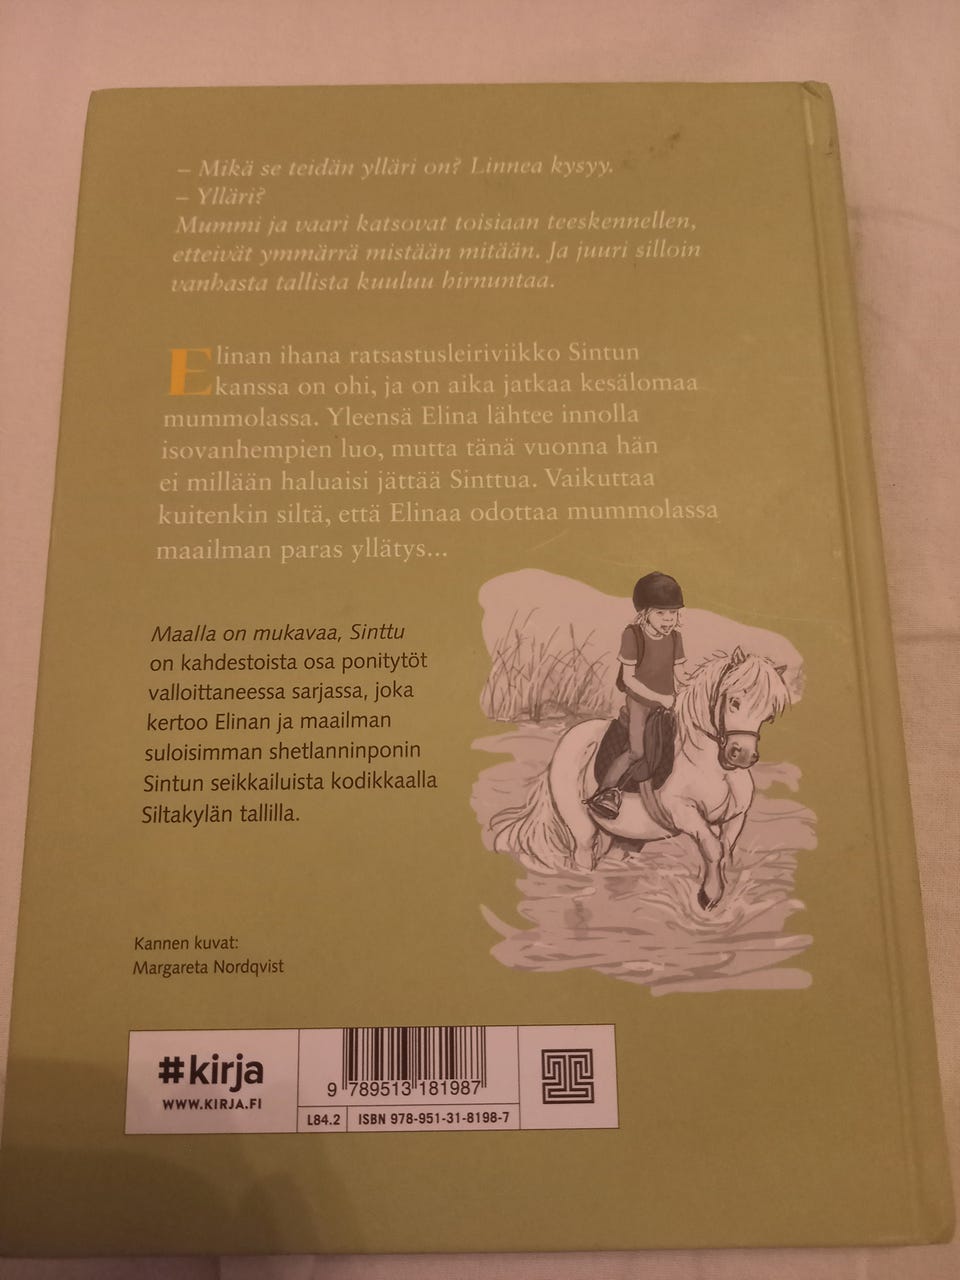 – Mikä se teidän ylläri on? Linnea kysyy.
– Ylläri?
Mummi ja vaari katsovat toisiaan teeskennellen,
etteivät ymmärrä mistään mitään. Ja juuri silloin
vanhasta tallista kuuluu hirnuntaa.
Elinan ihana ratsastusleiriviikko Sintun
kanssa on ohi, ja on aika jatkaa kesälomaa
mummolassa. Yleensä Elina lähtee innolla
isovanhempien luo, mutta tänä vuonna hän
ei millään haluaisi jättää Sinttua. Vaikuttaa
kuitenkin siltä, että Elinaa odottaa mummolassa
maailman paras yllätys...
Maalla on mukavaa, Sinttu
on kahdestoista osa ponitytöt
valloittaneessa sarjassa, joka
kertoo Elinan ja maailman
suloisimman shetlanninponin
Sintun seikkailuista kodikkaalla
Siltakylän tallilla.
Kannen kuvat:
Margareta Nordqvist
#kirja
WWW.KIRJA.FI
9 789513 181987
L84.2
ISBN 978-951-31-8198-7